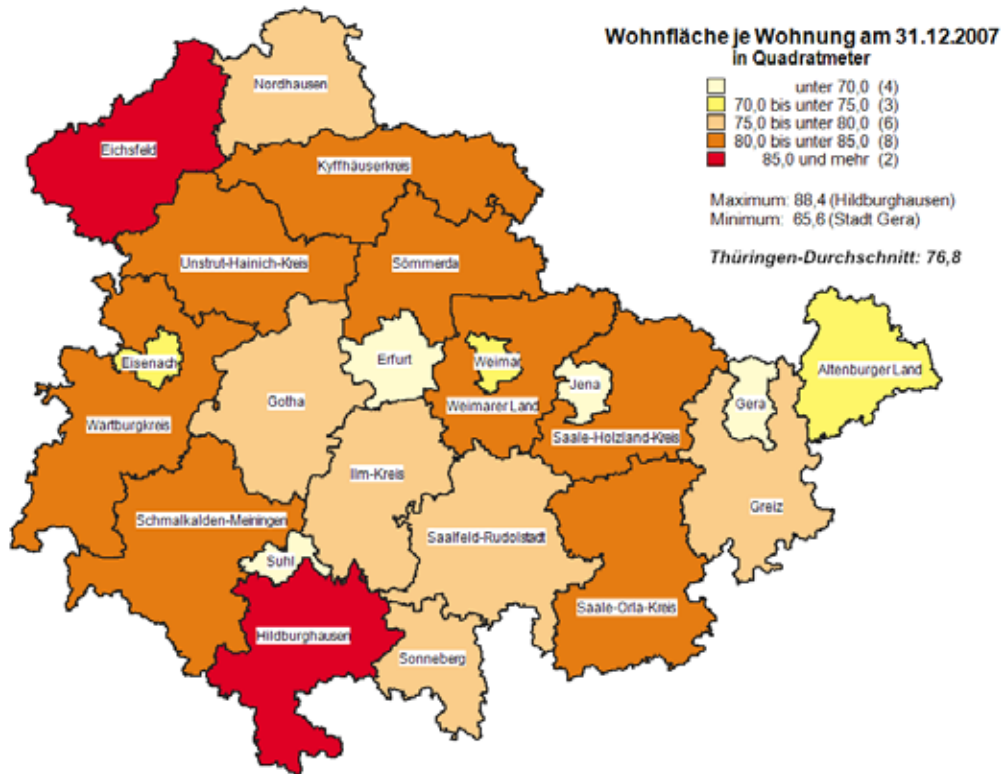 Wohnfläche je Wohnung am 31.12.2007
in Quadratmeter
unter 70,0 (4)
70,0 bis unter 75,0 (3)
75,0 bis unter 80,0 (6)
80,0 bis unter 85,0 (8)
85,0 und mehr (2)
Maximum: 88,4 (Hildburghausen)
Minimum: 65,6 (Stadt Gera)
Thüringen-Durchschnitt: 76,8
Nordhausen
Eichsfeld
Kyffhäuserkreis
Unstrut-Hainich-Kreis
Sömmerda
Eisenach
Erfurt
Weimar
Altenburger Land
Jena
Gotha
Weimarer Land
Gera
Wartburgkreis
Saale-Holzland-Kreis
Ilm-Kreis
Greiz
Schmalkalden-Meiningen
Saalfeld-Rudolstadt
Suhl
Saale-Orla-Kreis
Hildburghausen
Sonneberg